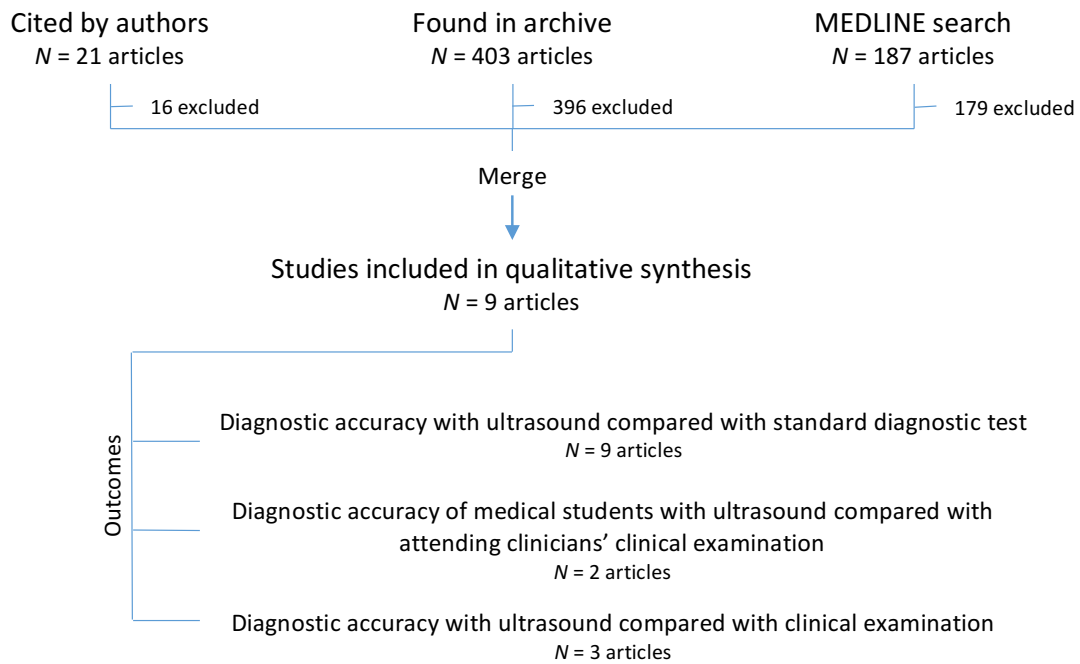 Cited by authors
N = 21 articles
Found in archive
N = 403 articles
MEDLINE search
N = 187 articles
16 excluded
396 excluded
179 excluded
Merge
Studies included in qualitative synthesis
N = 9 articles
Outcomes
Diagnostic accuracy with ultrasound compared with standard diagnostic test
N = 9 articles
Diagnostic accuracy of medical students with ultrasound compared with
attending clinicians’ clinical examination
N = 2 articles
Diagnostic accuracy with ultrasound compared with clinical examination
N = 3 articles